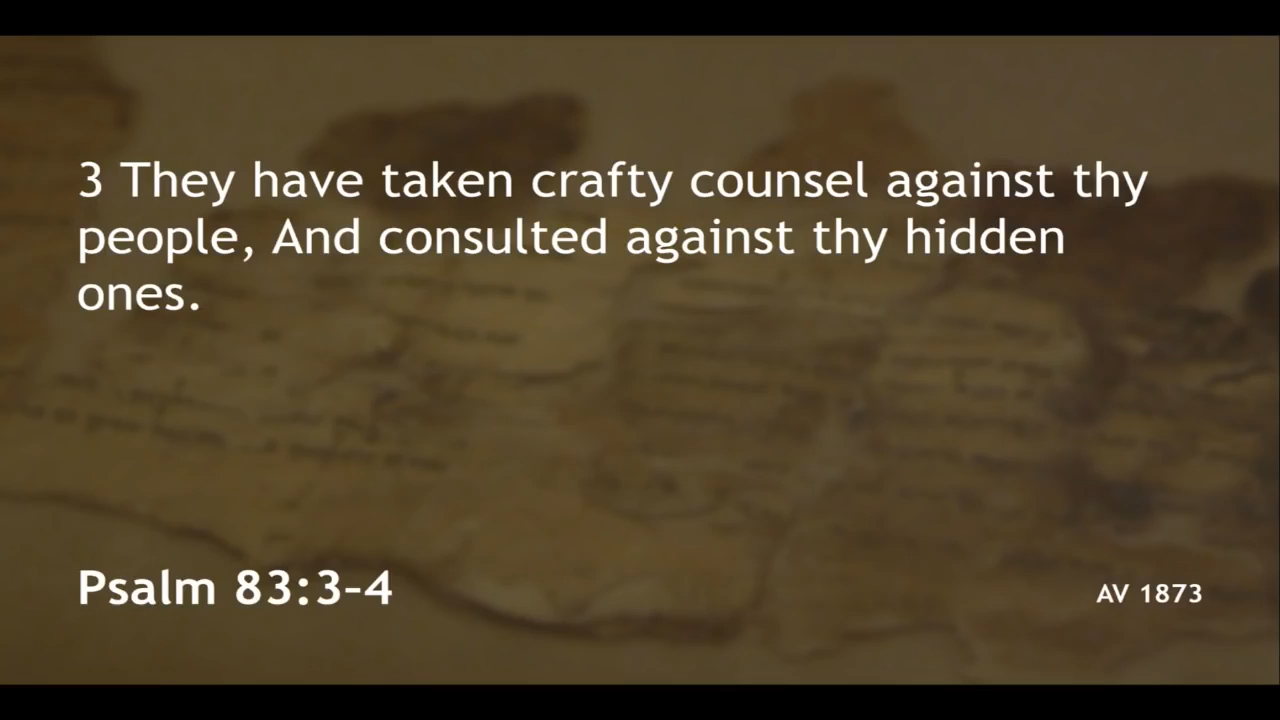 3 They have taken crafty counsel against thy
people, And consulted against thy hidden
ones.
Psalm 83:3-4
AV 1873